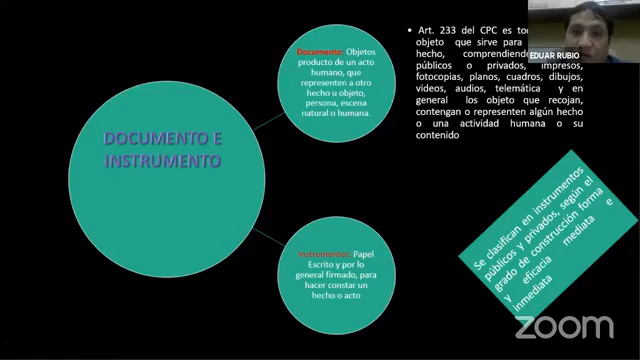 DOCUMENTO E
INSTRUMENTO
Documento: Objetos
producto de un acto
humano, que
representen a otro
hecho u objeto,
persona, escena
natural o humana.
Instrumentos: Papel
Escrito y por lo
general firmado, para
hacer constar un
hecho o acto
• Art. 233 del CPC es
objeto que sirve para
hecho,
públicos o privados, impresos,
fotocopias, planos, cuadros, dibujos,
videos, audios, telemática y en
general los objeto que recojan,
contengan o representen algún hecho
o una actividad humana o su
contenido
EDUAR RUBIO
Se clasifican en instrumentos
públicos y privados, según el
grado de construcción forma
y eficacia mediata e
inmediata
zoom